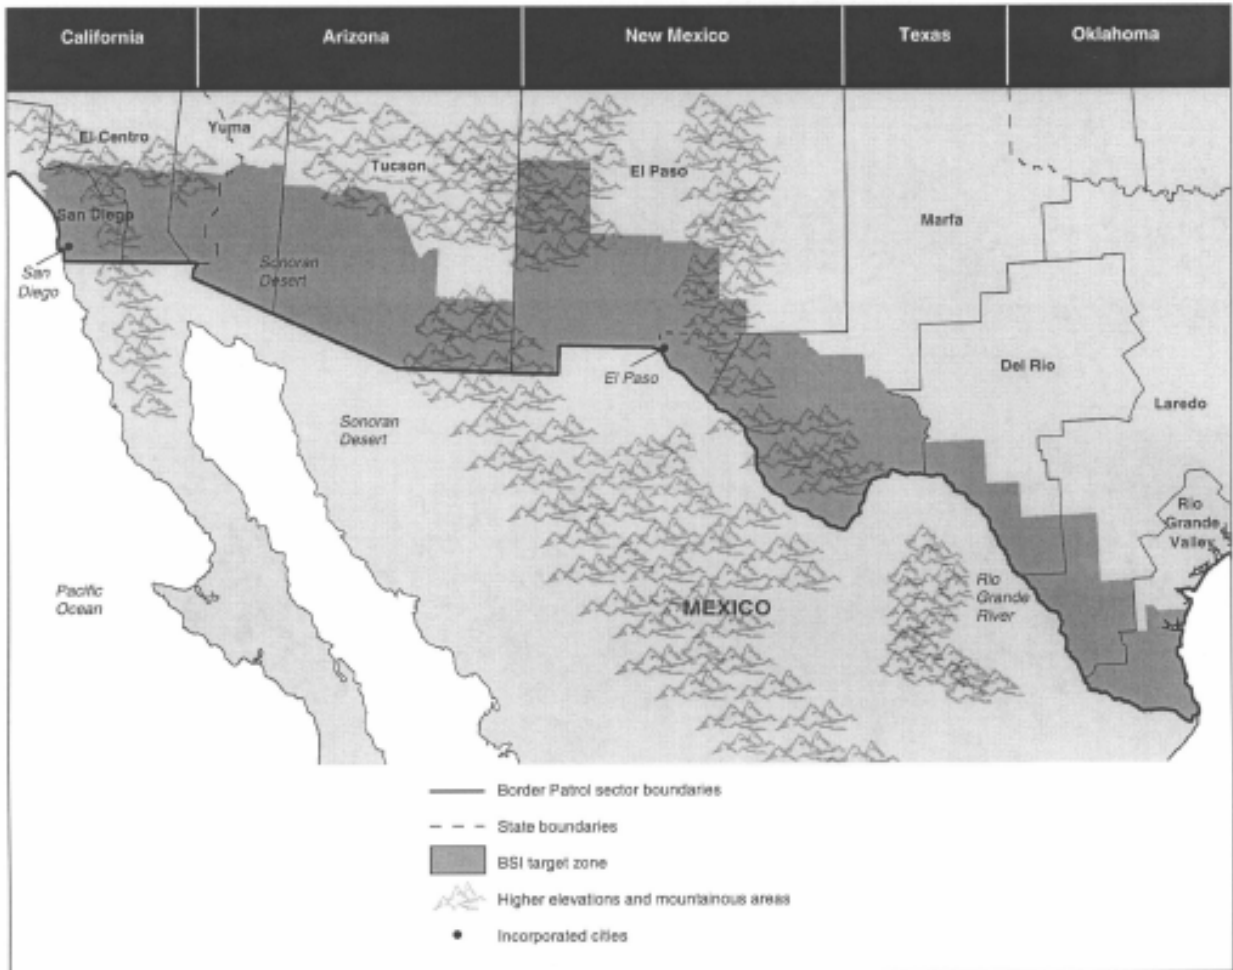 California
Arizona
New Mexico
Texas
Oklahoma
El Centro
Yuma
Tucson
El Paso
San Diego
Marfa
San
Diego
Sonoran
Desert
El Paso
Del Rio
Laredo
Sonoran
Desert
Rio
Grande
Valley
Pacific
Ocean
MEXICO
Rio
Grande
River
Border Patrol sector boundaries
State boundaries
BSI target zone
Higher elevations and mountainous areas
Incorporated cities